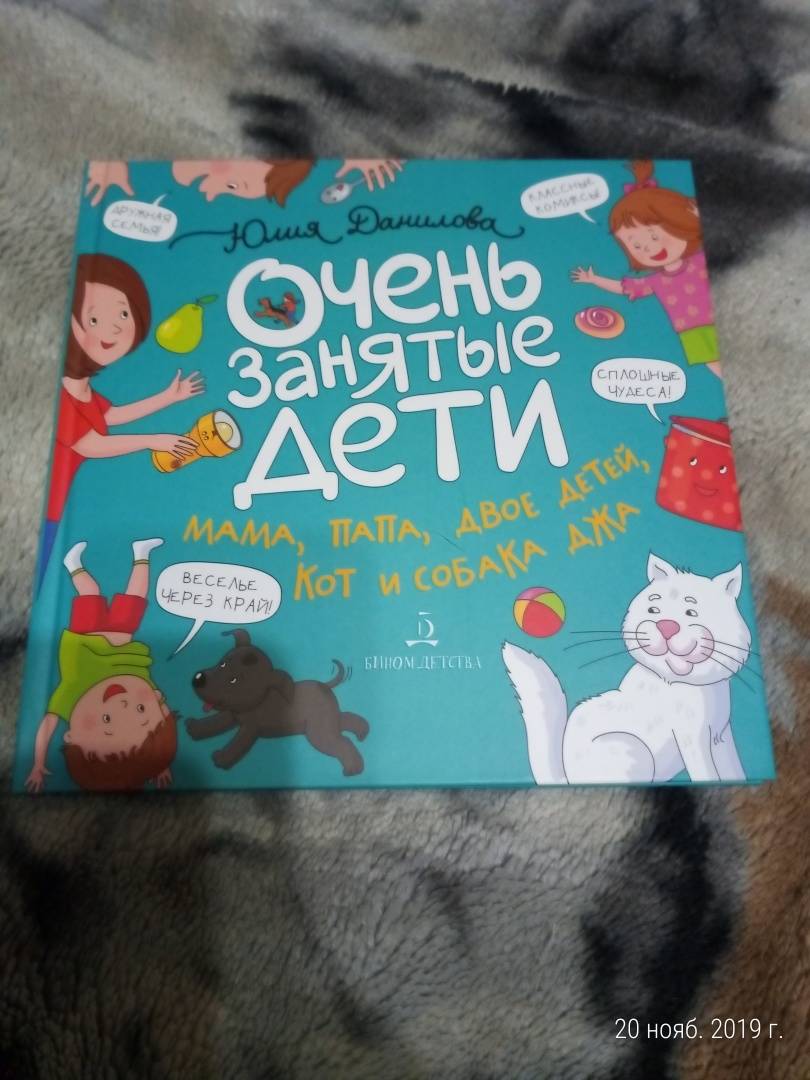 ДРУЖНАЯ
СЕМЬЯ!
КЛАССНЫЕ
КОМИКСЫ!
Юлия Данилова
Очень
занятые
дети
СПЛОШНЫЕ
ЧУДЕСА!
МАМА, ПАПА, ДВОЕ ДЕТЕЙ,
КОТ И СОБАКА ДЖА
ВЕСЕЛЬЕ
ЧЕРЕЗ КРАЙ!
БИНОМ ДЕТСТВА
20 нояб. 2019 г.